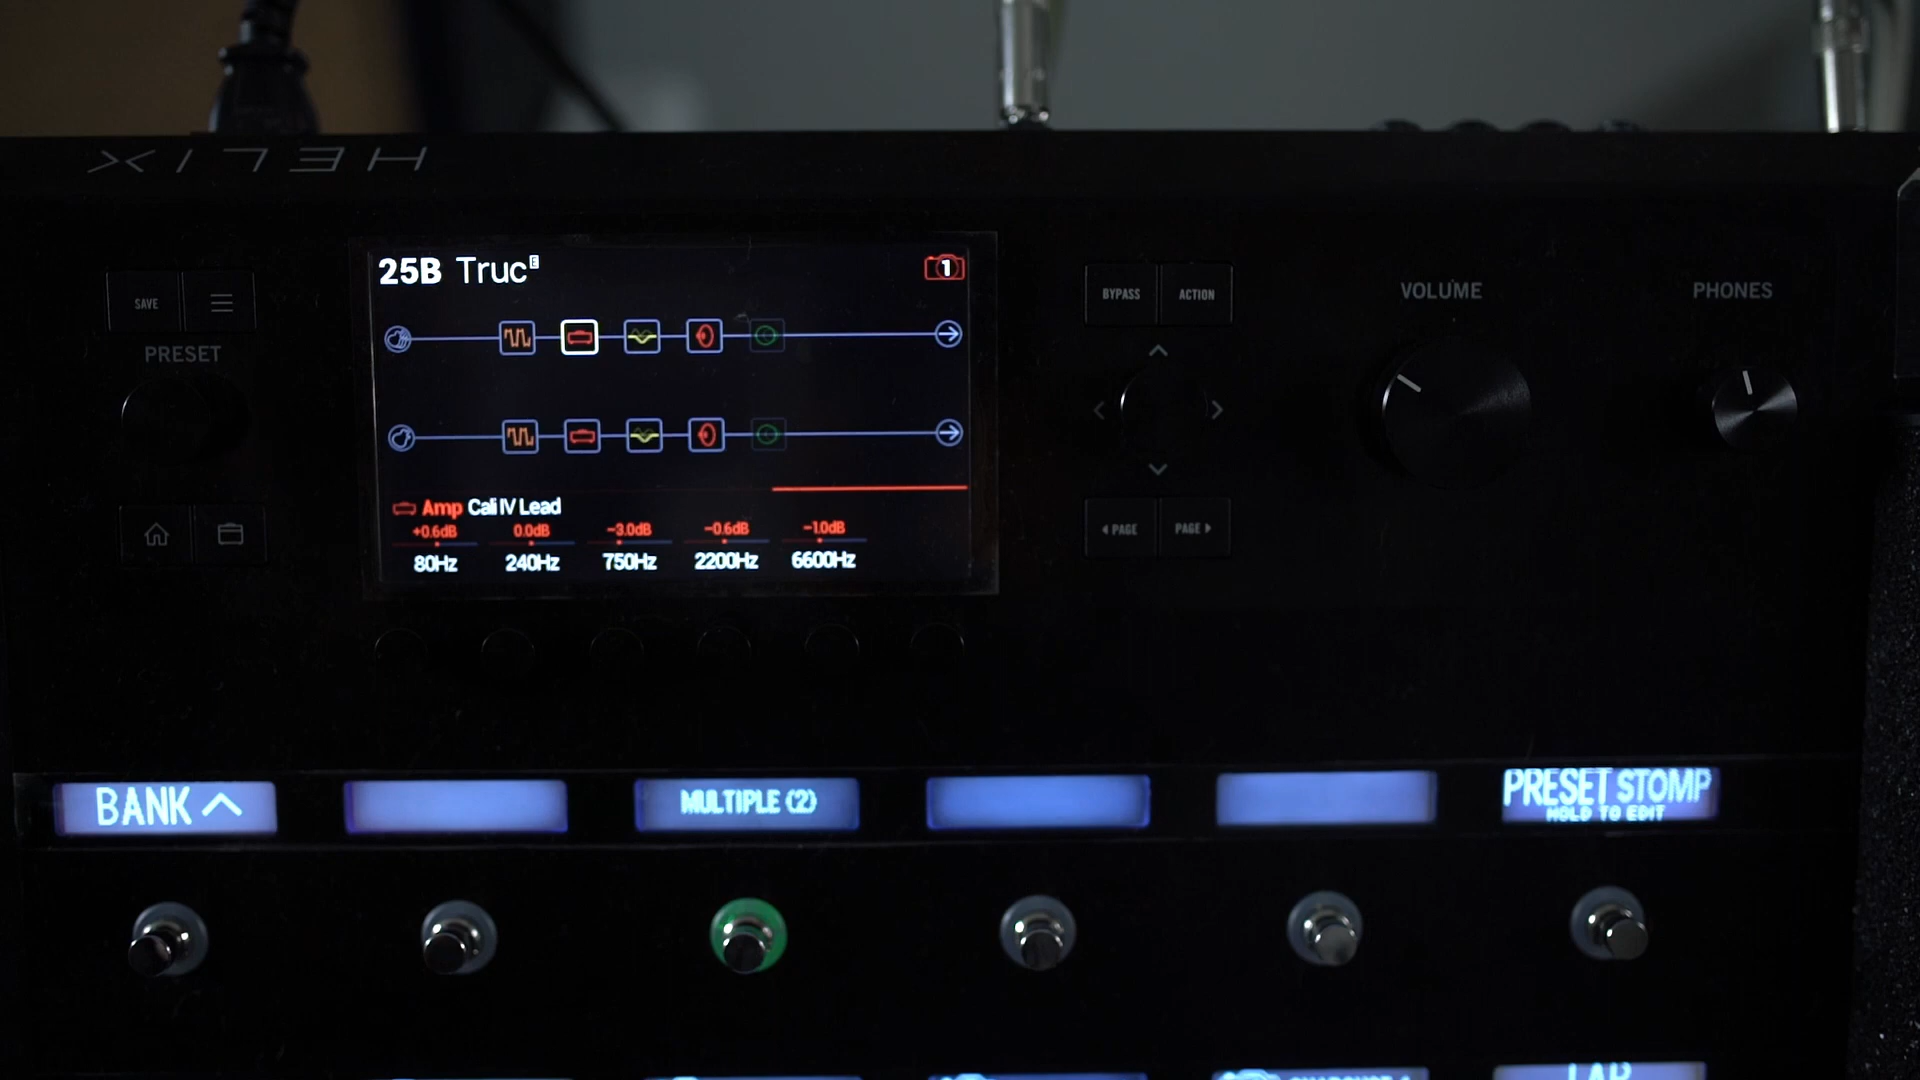 HELIX
25B Truc E
1
SAVE
PRESET
BYPASS
ACTION
VOLUME
PHONES
Amp Cali IV Lead
+0.6dB 0.0dB -3.0dB -0.6dB -1.0dB
80Hz 240Hz 750Hz 2200Hz 6600Hz
PAGE
PAGE
BANK
MULTIPLE (2)
PRESET STOMP
HOLD TO EDIT